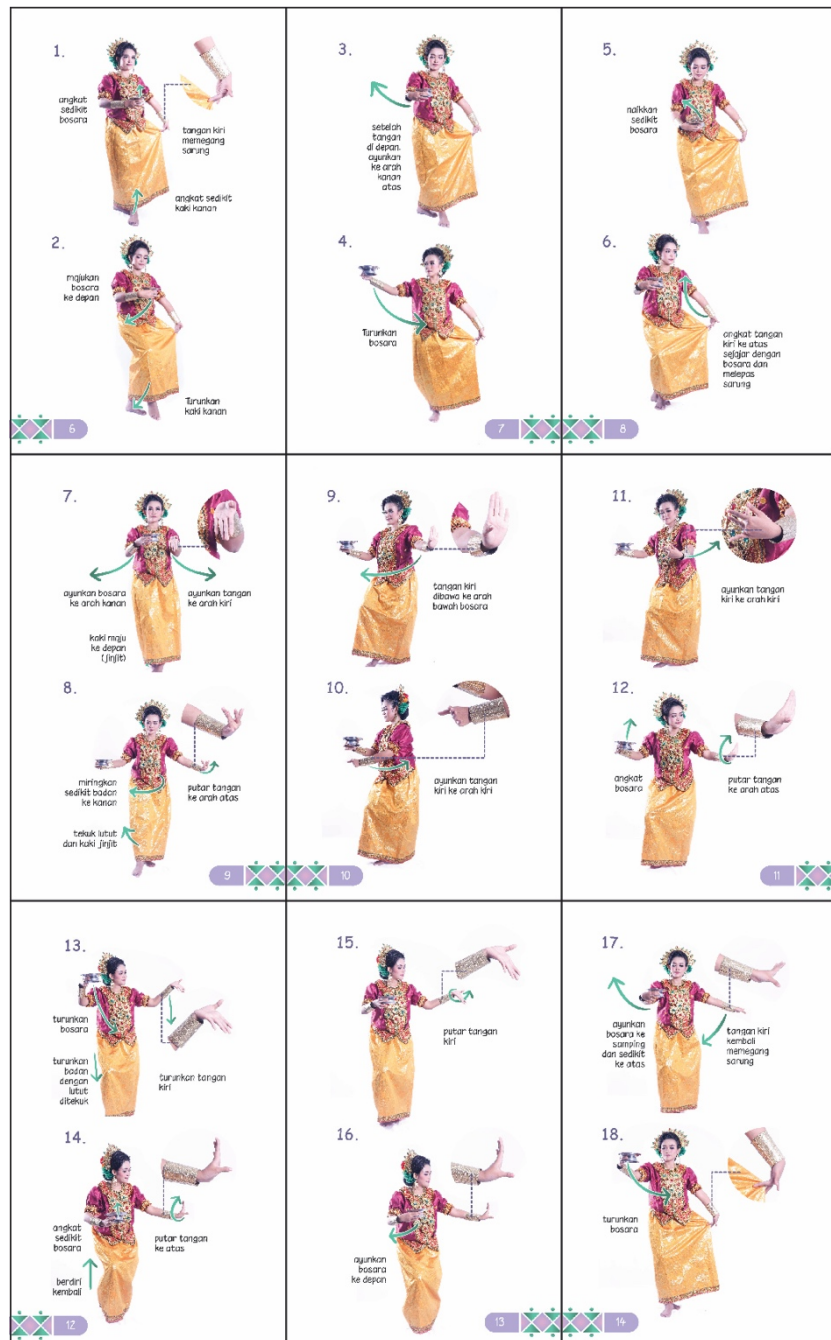 1.
angkat
sedikit
bosara
tangan kiri
memegang
sarung
angkat sedikit
kaki kanan
2.
majukan
bosara
ke depan
Turunkan
kaki kanan
6
3.
setelah
tangan
di depan,
ayunkan
ke arah
kanan
atas
4.
Turunkan
bosara
7
5.
naikkan
sedikit
bosara
6.
angkat tangan
kiri ke atas
sejajar dengan
bosara dan
melepas
sarung
8
7.
ayunkan bosara
ke arah kanan
ayunkan tangan
ke arah kiri
kaki maju
ke depan
(jinjit)
8.
miringkan
sedikit badan
ke kanan
putar tangan
ke arah atas
tekuk lutut
dan kaki jinjit
9
9.
tangan kiri
dibawa ke arah
bawah bosara
10.
ayunkan tangan
kiri ke arah kiri
10
11.
ayunkan tangan
kiri ke arah kiri
12.
angkat
bosara
putar tangan
ke arah atas
11
13.
turunkan
bosara
turunkan
badan
dengan
lutut
ditekuk
turunkan tangan
kiri
14.
angkat
sedikit
bosara
putar tangan
ke atas
berdiri
kembali
12
15.
putar tangan
kiri
16.
ayunkan
bosara
ke depan
13
17.
ayunkan
bosara ke
samping
dan sedikit
ke atas
tangan kiri
kembali
memegang
sarung
18.
turunkan
bosara
14